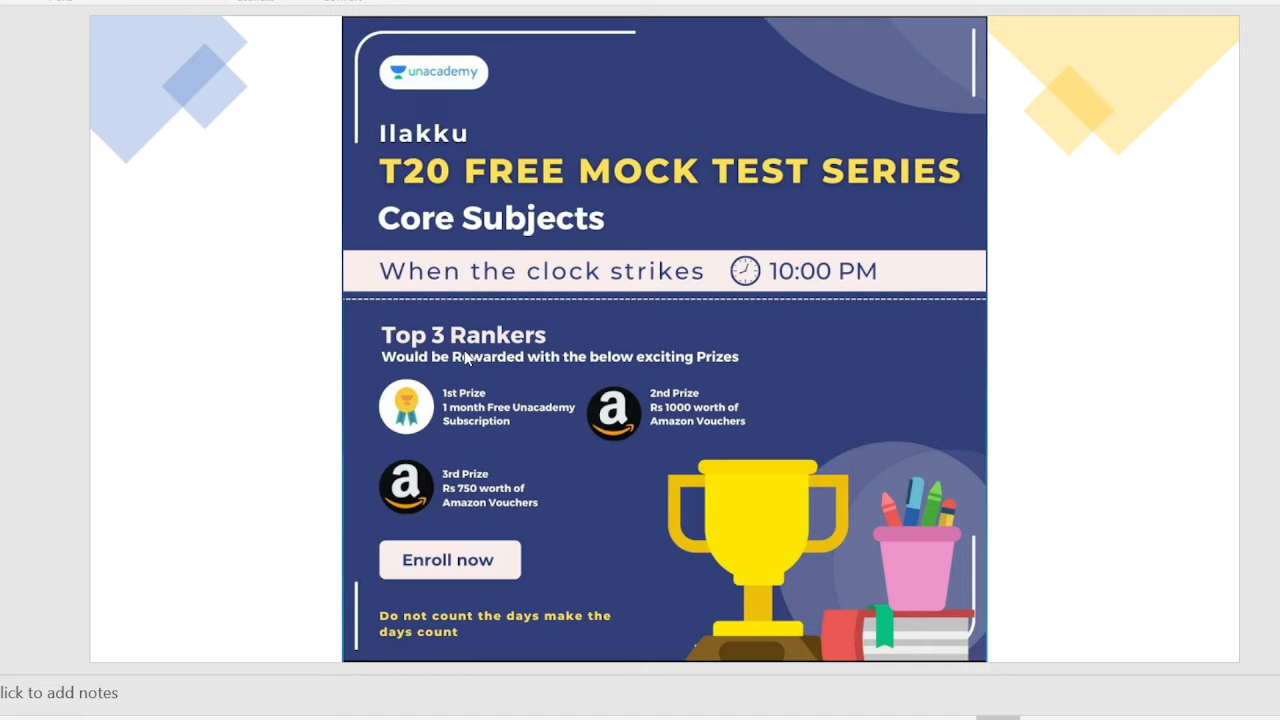 unacademy
Ilakku
T20 FREE MOCK TEST SERIES
Core Subjects
When the clock strikes 10:00 PM
Top 3 Rankers
Would be Rewarded with the below exciting Prizes
1st Prize
1 month Free Unacademy
Subscription
2nd Prize
Rs 1000 worth of
Amazon Vouchers
3rd Prize
Rs 750 worth of
Amazon Vouchers
Enroll now
Do not count the days make the
days count
lick to add notes